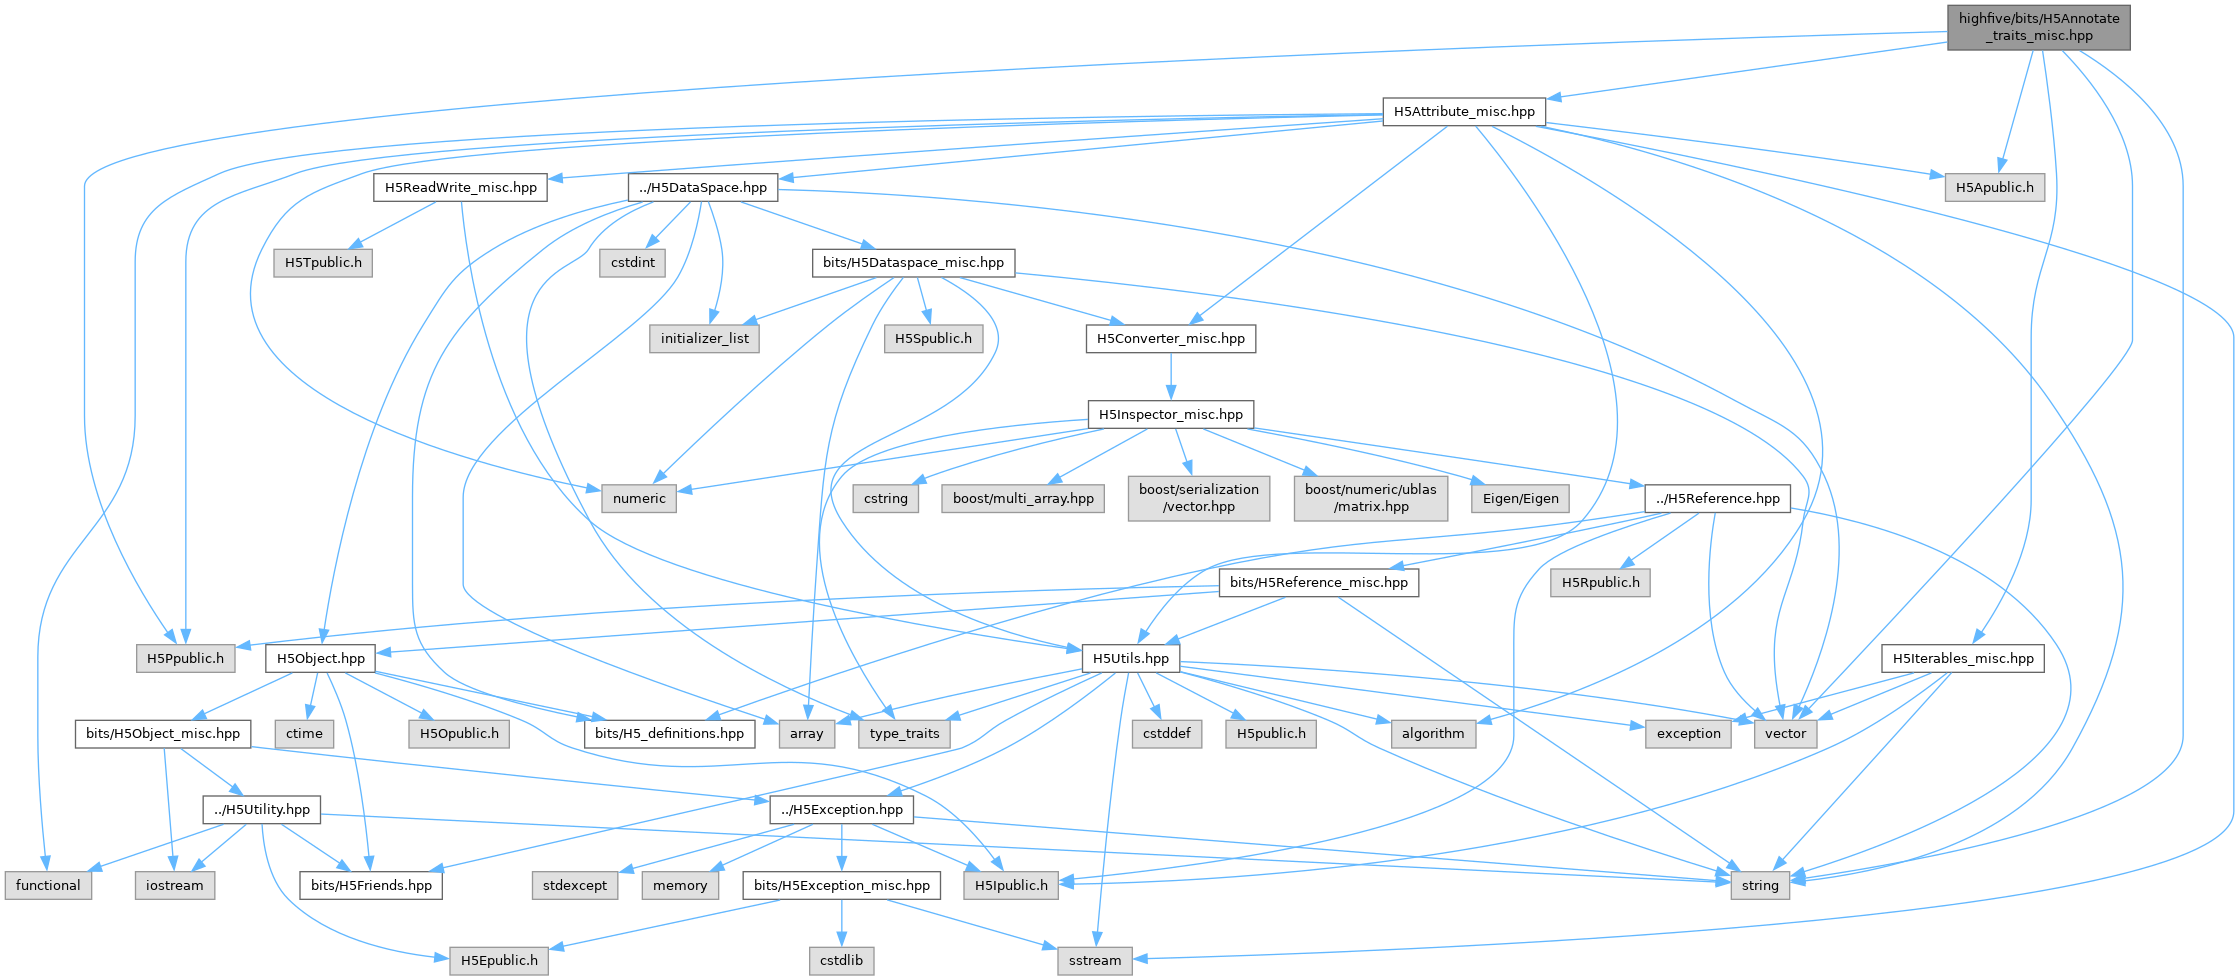 highfive/bits/H5Annotate
_traits_misc.hpp
H5Attribute_misc.hpp
H5ReadWrite_misc.hpp
../H5DataSpace.hpp
H5Apublic.h
H5Tpublic.h
cstdint
bits/H5Dataspace_misc.hpp
initializer_list
H5Spublic.h
H5Converter_misc.hpp
H5Inspector_misc.hpp
numeric
cstring
boost/multi_array.hpp
boost/serialization
/vector.hpp
boost/numeric/ublas
/matrix.hpp
Eigen/Eigen
../H5Reference.hpp
bits/H5Reference_misc.hpp
H5Rpublic.h
H5Ppublic.h
H5Object.hpp
H5Utils.hpp
H5Iterables_misc.hpp
bits/H5Object_misc.hpp
ctime
H5Opublic.h
bits/H5_definitions.hpp
array
type_traits
cstddef
H5public.h
algorithm
exception
vector
../H5Utility.hpp
../H5Exception.hpp
functional
iostream
bits/H5Friends.hpp
stdexcept
memory
bits/H5Exception_misc.hpp
H5Ipublic.h
string
H5Epublic.h
cstdlib
sstream